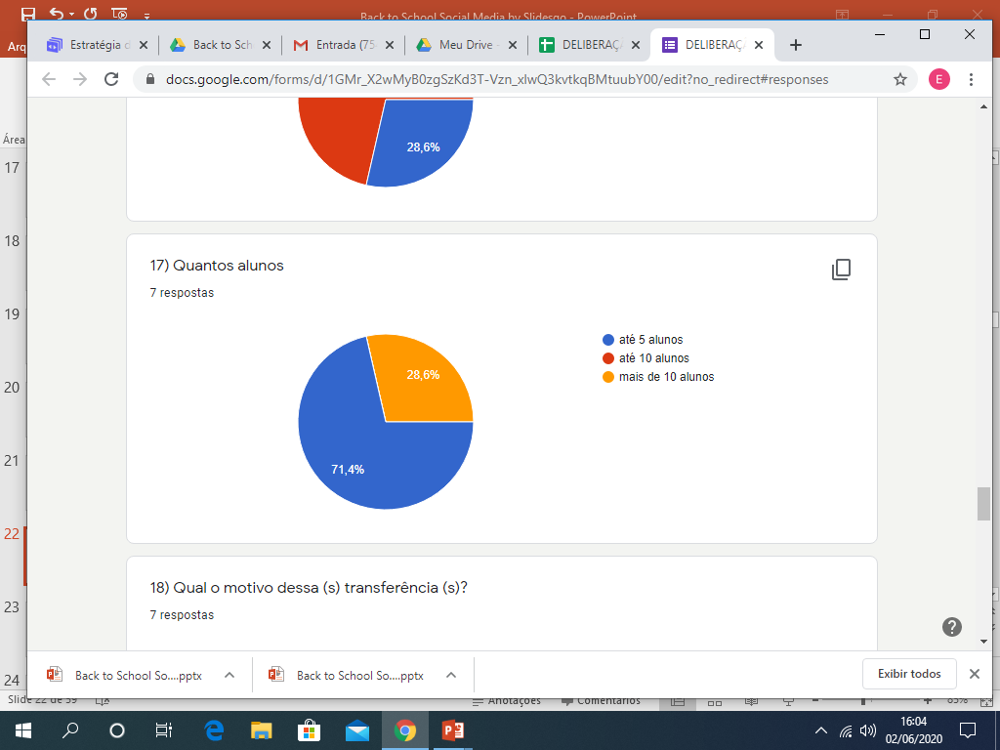 Back to School Social Media by Slidesgo - PowerPoint
Arq
Estratégia d
Back to Sch
Entrada (75
Meu Drive -
DELIBERAÇ
DELIBERAÇ
docs.google.com/forms/d/1GMr_X2wMyB0zgSzKd3T-Vzn_xlwQ3kvtkqBMtuubY00/edit?no_redirect#responses
E
Área
17
18
19
20
21
22
23
24
28,6%
17) Quantos alunos
7 respostas
até 5 alunos
até 10 alunos
mais de 10 alunos
28,6%
71,4%
18) Qual o motivo dessa (s) transferência (s)?
7 respostas
Back to School So....pptx
Back to School So....pptx
Exibir todos
Slide 22 de 39
Anotações
Comentários
85%
16:04
02/06/2020